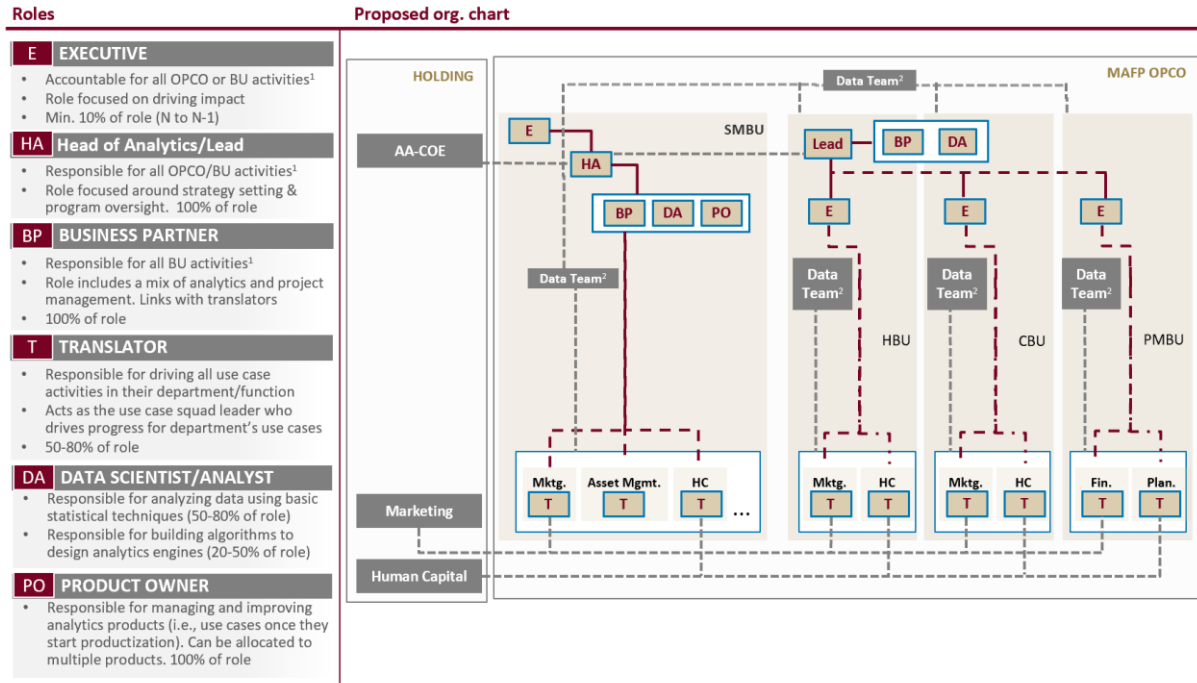 Roles
Proposed org. chart
E EXECUTIVE
• Accountable for all OPCO or BU activities¹
• Role focused on driving impact
• Min. 10% of role (N to N-1)
HA Head of Analytics/Lead
• Responsible for all OPCO/BU activities¹
• Role focused around strategy setting &
program oversight. 100% of role
BP BUSINESS PARTNER
• Responsible for all BU activities¹
• Role includes a mix of analytics and project
management. Links with translators
• 100% of role
T TRANSLATOR
• Responsible for driving all use case
activities in their department/function
• Acts as the use case squad leader who
drives progress for department's use cases
• 50-80% of role
DA DATA SCIENTIST/ANALYST
• Responsible for analyzing data using basic
statistical techniques (50-80% of role)
• Responsible for building algorithms to
design analytics engines (20-50% of role)
PO PRODUCT OWNER
• Responsible for managing and improving
analytics products (i.e., use cases once they
start productization). Can be allocated to
multiple products. 100% of role
HOLDING
AA-COE
Marketing
Human Capital
MAFP OPCO
Data Team²
SMBU
E
HA
BP DA PO
Data Team²
Mktg. Asset Mgmt. HC
T T T ...
Lead BP DA
E E E
Data
Team²
HBU
Data
Team²
CBU
Data
Team²
PMBU
Mktg. HC
T T
Mktg. HC
T T
Fin. Plan.
T T